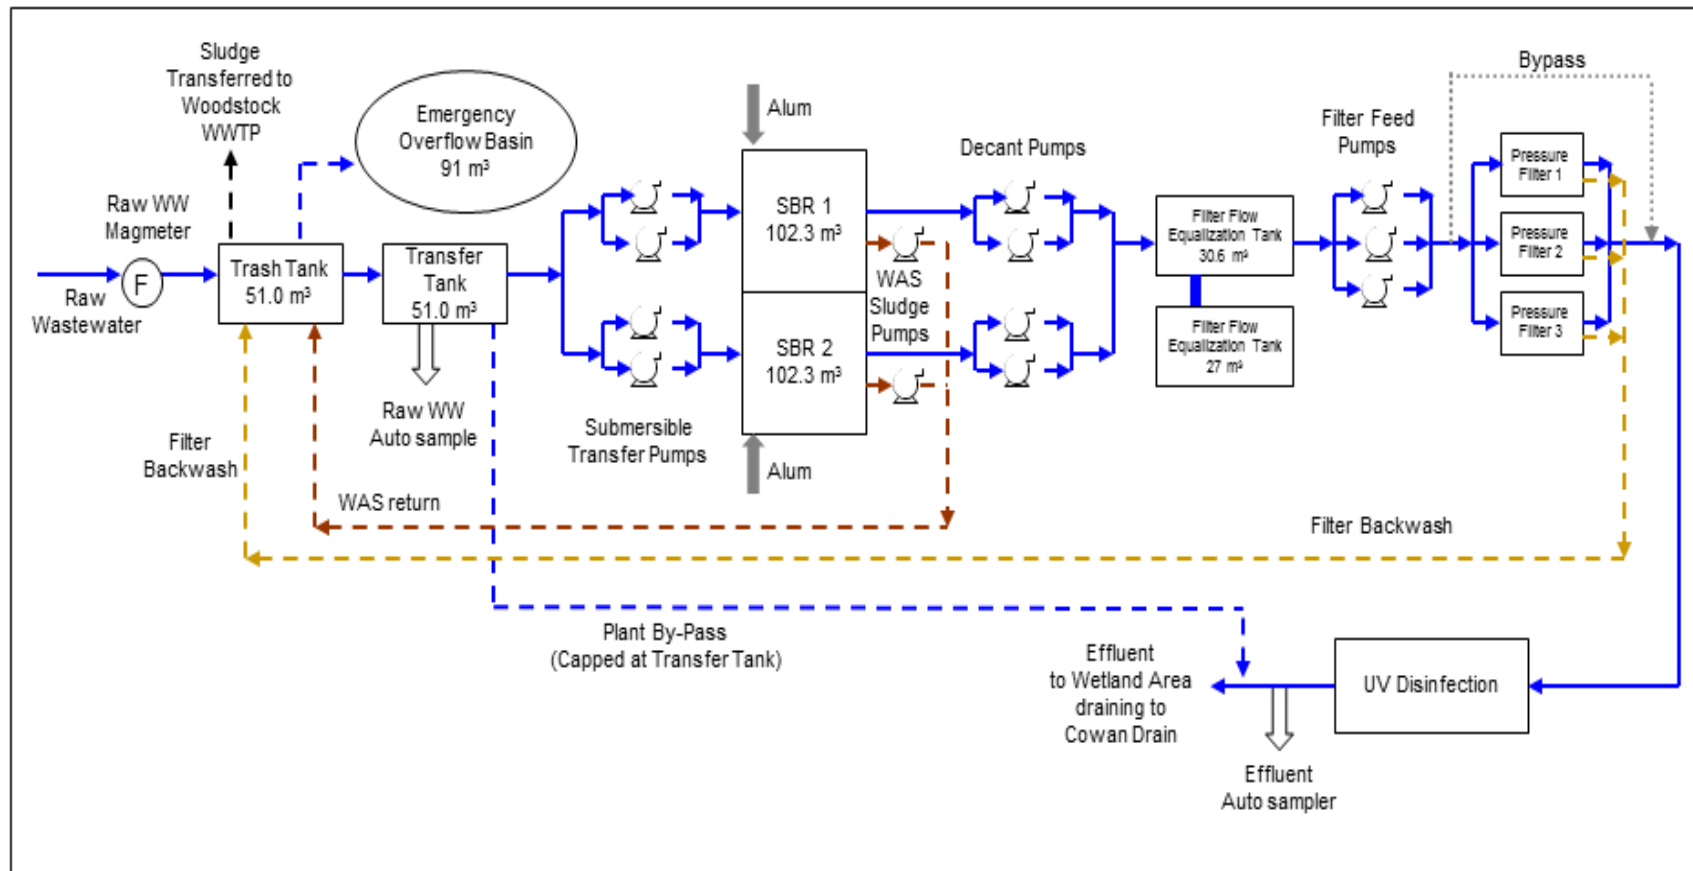 Sludge
Transferred to
Woodstock
WWTP
Emergency
Overflow Basin
91 m³
Alum
Bypass
Filter Feed
Pumps
Decant Pumps
Raw WW
Magmeter
F
Raw
Wastewater
Trash Tank
51.0 m³
Transfer
Tank
51.0 m³
SBR 1
102.3 m³
WAS
Sludge
Pumps
SBR 2
102.3 m³
Filter Flow
Equalization Tank
30.6 m³
Filter Flow
Equalization Tank
27 m³
Pressure
Filter 1
Pressure
Filter 2
Pressure
Filter 3
Raw WW
Auto sample
Submersible
Transfer Pumps
Alum
Filter
Backwash
WAS return
Filter Backwash
Plant By-Pass
(Capped at Transfer Tank)
Effluent
to Wetland Area
draining to
Cowan Drain
UV Disinfection
Effluent
Auto sampler